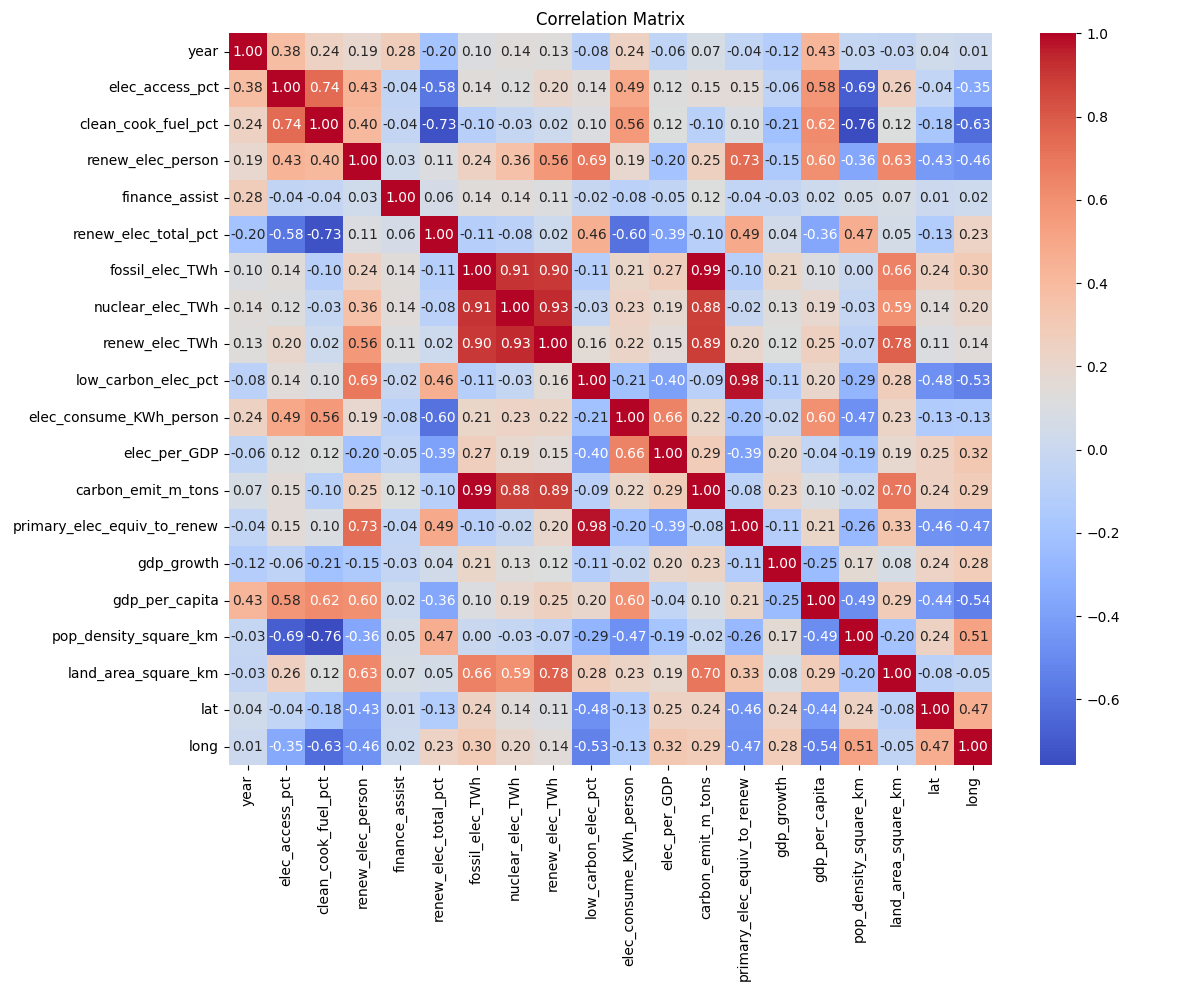 Correlation Matrix
year 1.00 0.38 0.24 0.19 0.28 -0.20 0.10 0.14 0.13 -0.08 0.24 -0.06 0.07 -0.04 -0.12 0.43 -0.03 -0.03 0.04 0.01
elec_access_pct 0.38 1.00 0.74 0.43 -0.04 -0.58 0.14 0.12 0.20 0.14 0.49 0.12 0.15 0.15 -0.06 0.58 -0.69 0.26 -0.04 -0.35
clean_cook_fuel_pct 0.24 0.74 1.00 0.40 -0.04 -0.73 -0.10 -0.03 0.02 0.10 0.56 0.12 -0.10 0.10 -0.21 0.62 -0.76 0.12 -0.18 -0.63
renew_elec_person 0.19 0.43 0.40 1.00 0.03 0.11 0.24 0.36 0.56 0.69 0.19 -0.20 0.25 0.73 -0.15 0.60 -0.36 0.63 -0.43 -0.46
finance_assist 0.28 -0.04 -0.04 0.03 1.00 0.06 0.14 0.14 0.11 -0.02 -0.08 -0.05 0.12 -0.04 -0.03 0.02 0.05 0.07 0.01 0.02
renew_elec_total_pct -0.20 -0.58 -0.73 0.11 0.06 1.00 -0.11 -0.08 0.02 0.46 -0.60 -0.39 -0.10 0.49 0.04 -0.36 0.47 0.05 -0.13 0.23
fossil_elec_TWh 0.10 0.14 -0.10 0.24 0.14 -0.11 1.00 0.91 0.90 -0.11 0.21 0.27 0.99 -0.10 0.21 0.10 0.00 0.66 0.24 0.30
nuclear_elec_TWh 0.14 0.12 -0.03 0.36 0.14 -0.08 0.91 1.00 0.93 -0.03 0.23 0.19 0.88 -0.02 0.13 0.19 -0.03 0.59 0.14 0.20
renew_elec_TWh 0.13 0.20 0.02 0.56 0.11 0.02 0.90 0.93 1.00 0.16 0.22 0.15 0.89 0.20 0.12 0.25 -0.07 0.78 0.11 0.14
low_carbon_elec_pct -0.08 0.14 0.10 0.69 -0.02 0.46 -0.11 -0.03 0.16 1.00 -0.21 -0.40 -0.09 0.98 -0.11 0.20 -0.29 0.28 -0.48 -0.53
elec_consume_KWh_person 0.24 0.49 0.56 0.19 -0.08 -0.60 0.21 0.23 0.22 -0.21 1.00 0.66 0.22 -0.20 -0.02 0.60 -0.47 0.23 -0.13 -0.13
elec_per_GDP -0.06 0.12 0.12 -0.20 -0.05 -0.39 0.27 0.19 0.15 -0.40 0.66 1.00 0.29 -0.39 0.20 -0.04 -0.19 0.19 0.25 0.32
carbon_emit_m_tons 0.07 0.15 -0.10 0.25 0.12 -0.10 0.99 0.88 0.89 -0.09 0.22 0.29 1.00 -0.08 0.23 0.10 -0.02 0.70 0.24 0.29
primary_elec_equiv_to_renew -0.04 0.15 0.10 0.73 -0.04 0.49 -0.10 -0.02 0.20 0.98 -0.20 -0.39 -0.08 1.00 -0.11 0.21 -0.26 0.33 -0.46 -0.47
gdp_growth -0.12 -0.06 -0.21 -0.15 -0.03 0.04 0.21 0.13 0.12 -0.11 -0.02 0.20 0.23 -0.11 1.00 -0.25 0.17 0.08 0.24 0.28
gdp_per_capita 0.43 0.58 0.62 0.60 0.02 -0.36 0.10 0.19 0.25 0.20 0.60 -0.04 0.10 0.21 -0.25 1.00 -0.49 0.29 -0.44 -0.54
pop_density_square_km -0.03 -0.69 -0.76 -0.36 0.05 0.47 0.00 -0.03 -0.07 -0.29 -0.47 -0.19 -0.02 -0.26 0.17 -0.49 1.00 -0.20 0.24 0.51
land_area_square_km -0.03 0.26 0.12 0.63 0.07 0.05 0.66 0.59 0.78 0.28 0.23 0.19 0.70 0.33 0.08 0.29 -0.20 1.00 -0.08 -0.05
lat 0.04 -0.04 -0.18 -0.43 0.01 -0.13 0.24 0.14 0.11 -0.48 -0.13 0.25 0.24 -0.46 0.24 -0.44 0.24 -0.08 1.00 0.47
long 0.01 -0.35 -0.63 -0.46 0.02 0.23 0.30 0.20 0.14 -0.53 -0.13 0.32 0.29 -0.47 0.28 -0.54 0.51 -0.05 0.47 1.00
year
elec_access_pct
clean_cook_fuel_pct
renew_elec_person
finance_assist
renew_elec_total_pct
fossil_elec_TWh
nuclear_elec_TWh
renew_elec_TWh
low_carbon_elec_pct
elec_consume_KWh_person
elec_per_GDP
carbon_emit_m_tons
primary_elec_equiv_to_renew
gdp_growth
gdp_per_capita
pop_density_square_km
land_area_square_km
lat
long
1.0
0.8
0.6
0.4
0.2
0.0
−0.2
−0.4
−0.6